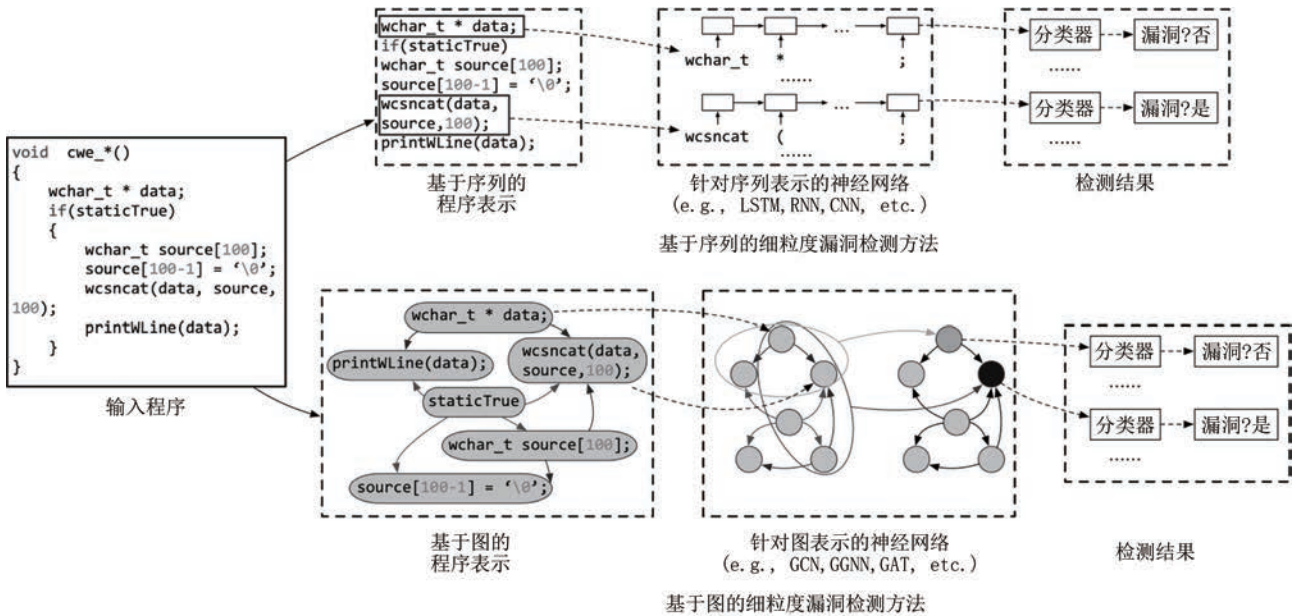 void cwe_*()
{
wchar_t * data;
if(staticTrue)
{
wchar_t source[100];
source[100-1] = ‘\0’;
wcsncat(data, source,
100);
printWLine(data);
}
}
输入程序
wchar_t * data;
if(staticTrue)
wchar_t source[100];
source[100-1] = ‘\0’;
wcsncat(data,
source,100);
printWLine(data);
基于序列的
程序表示
...
wchar_t * ;
......
...
wcsncat ( ;
......
针对序列表示的神经网络
(e.g., LSTM,RNN,CNN, etc.)
分类器 漏洞?否
......
分类器 漏洞?是
......
检测结果
基于序列的细粒度漏洞检测方法
wchar_t * data;
printWLine(data);
wcsncat(data,
source,100);
staticTrue
wchar_t source[100];
source[100-1] = ‘\0’;
基于图的
程序表示
针对图表示的神经网络
(e.g., GCN,GGNN,GAT, etc.)
分类器 漏洞?否
......
分类器 漏洞?是
......
检测结果
基于图的细粒度漏洞检测方法